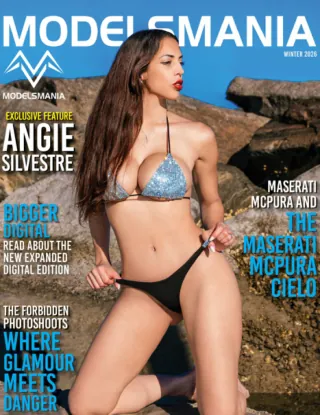 MODELSMANIA
WINTER 2026
MODELSMANIA
EXCLUSIVE FEATURE
ANGIE
SILVESTRE
BIGGER
DIGITAL
READ ABOUT THE
NEW EXPANDED
DIGITAL EDITION ...
THE FORBIDDEN
PHOTOSHOOTS
WHERE
GLAMOUR
MEETS
DANGER
MASERATI
MCPURA AND
THE
MASERATI
MCPURA
CIELO